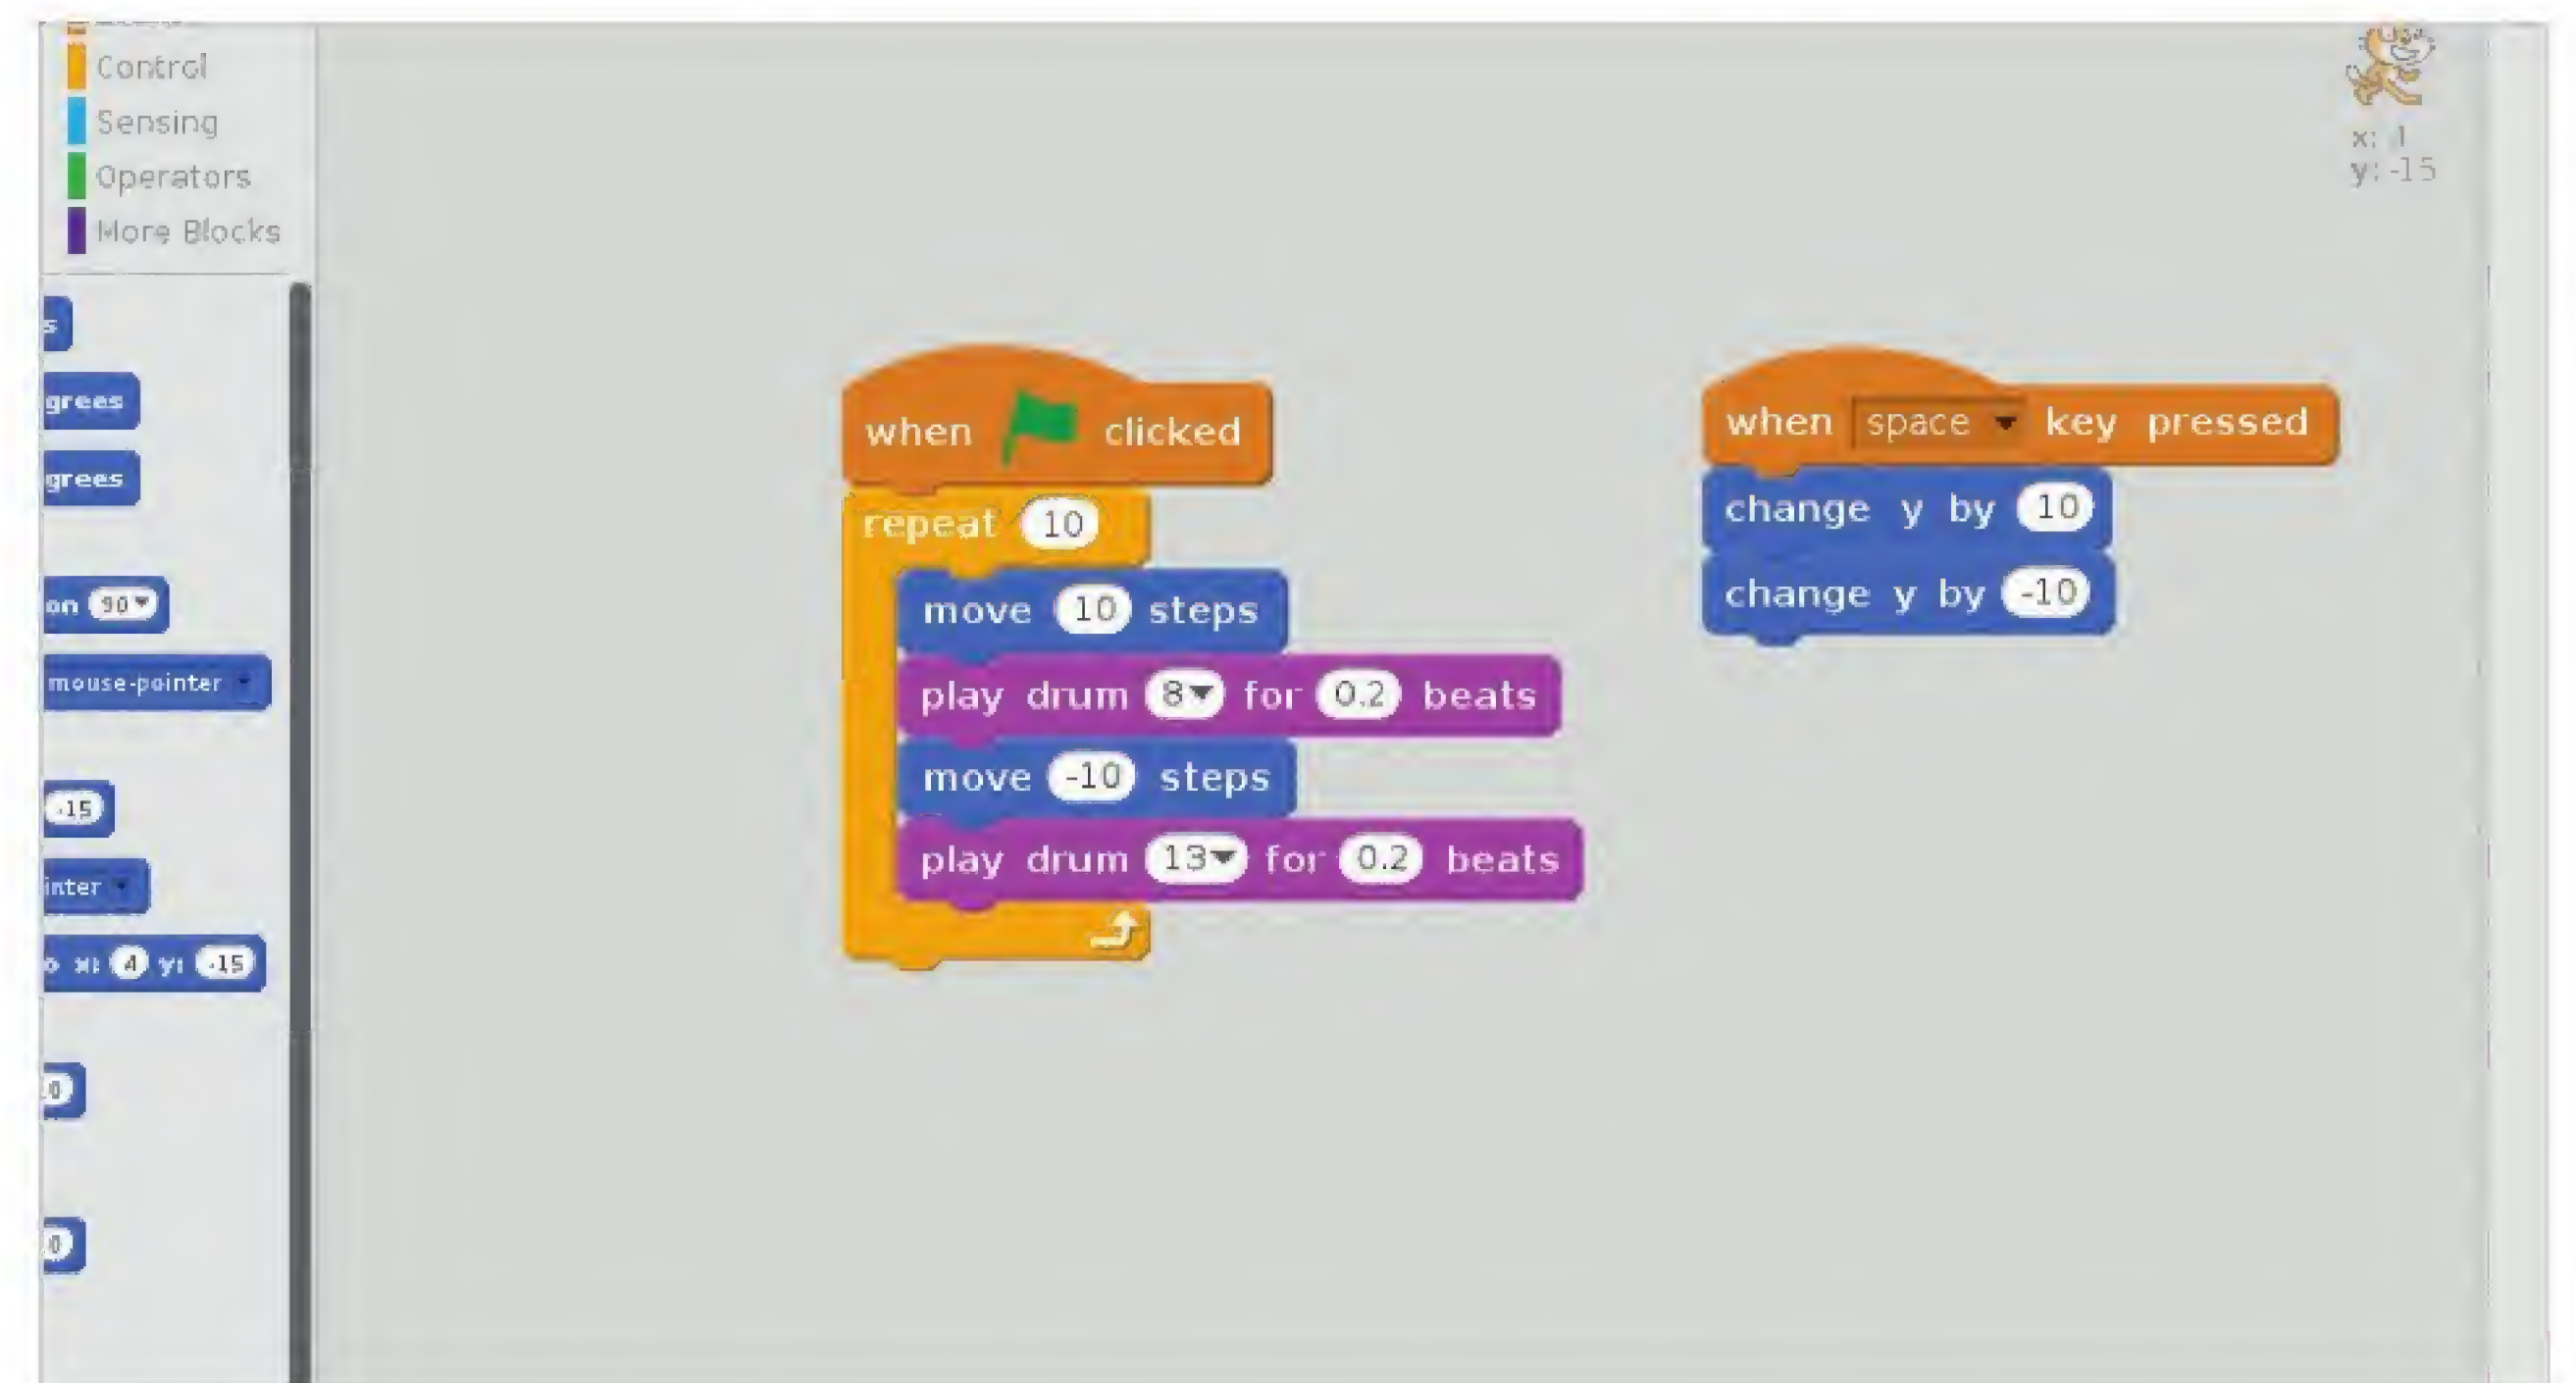 Control
Sensing
Operators
More Blocks
s
grees
grees
on 90
mouse-pointer
-15
inter
x: 4 y: -15
0
0
when clicked
repeat 10
move 10 steps
play drum 8 for 0.2 beats
move -10 steps
play drum 13 for 0.2 beats
when space key pressed
change y by 10
change y by -10
x:
y: -15